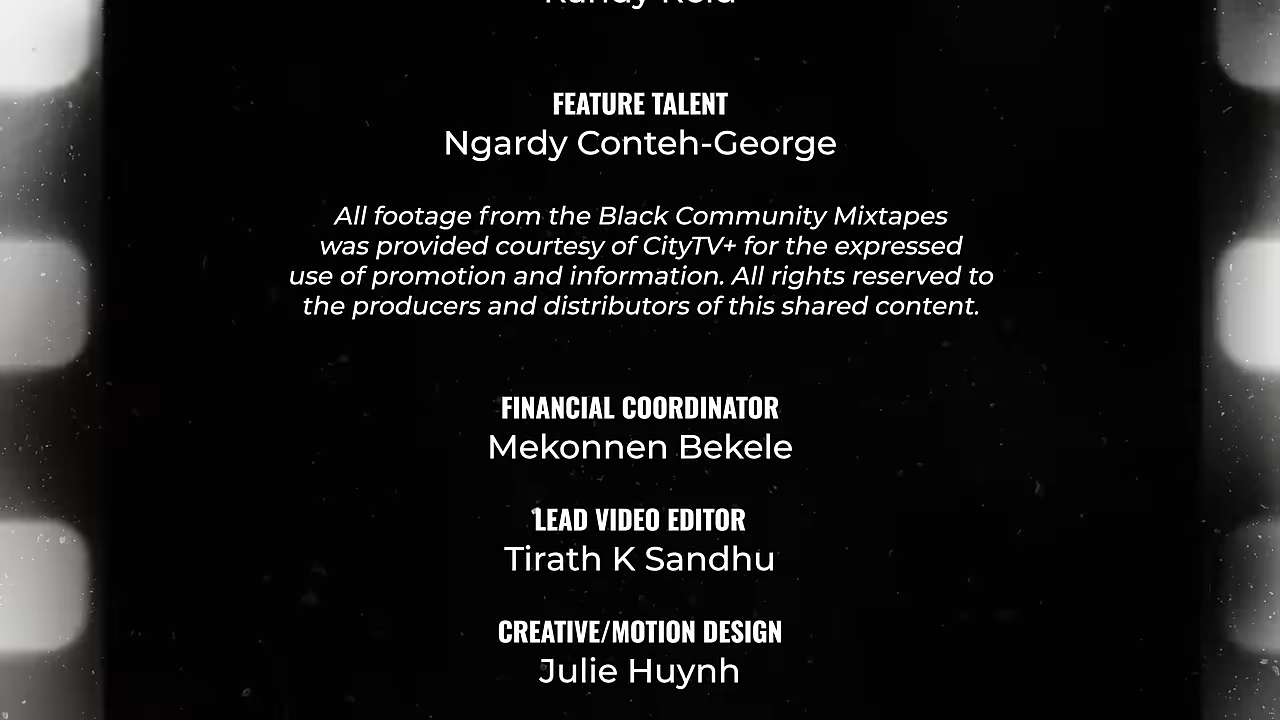 FEATURE TALENT
Ngardy Conteh-George
All footage from the Black Community Mixtapes
was provided courtesy of CityTV+ for the expressed
use of promotion and information. All rights reserved to
the producers and distributors of this shared content.
FINANCIAL COORDINATOR
Mekonnen Bekele
LEAD VIDEO EDITOR
Tirath K Sandhu
CREATIVE/MOTION DESIGN
Julie Huynh